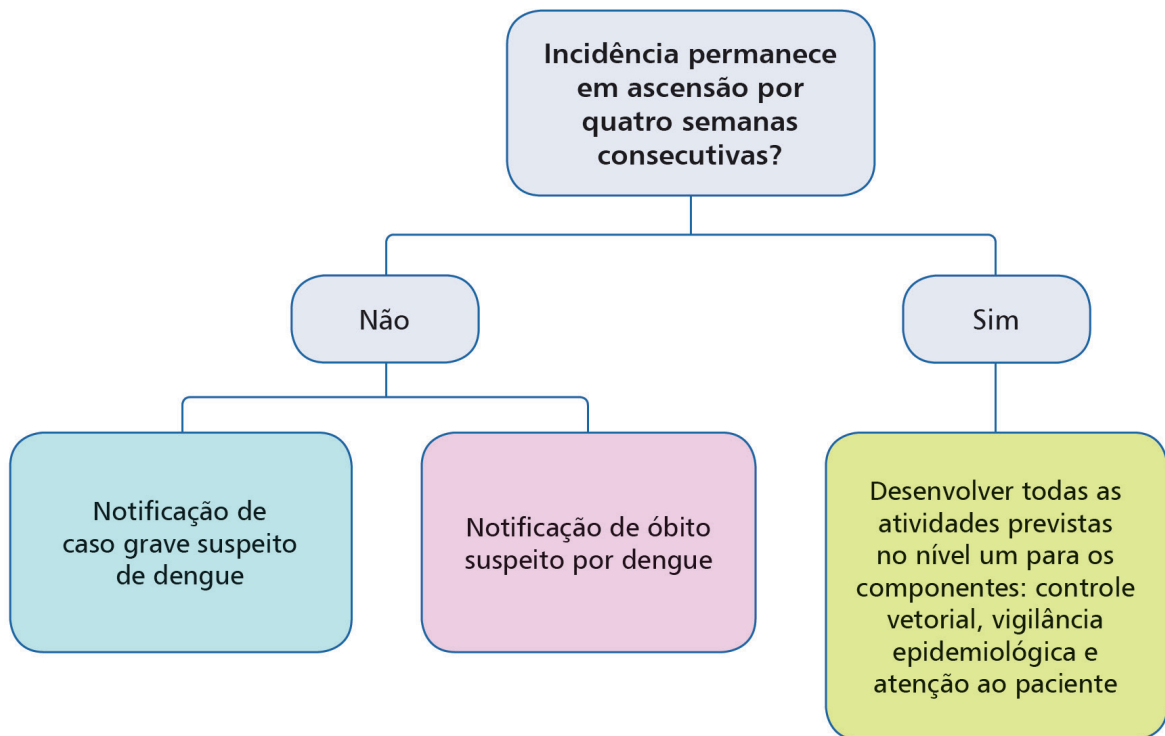 Incidência permanece
em ascensão por
quatro semanas
consecutivas?
Não
Sim
Notificação de
caso grave suspeito
de dengue
Notificação de óbito
suspeito por dengue
Desenvolver todas as
atividades previstas
no nível um para os
componentes: controle
vetorial, vigilância
epidemiológica e
atenção ao paciente